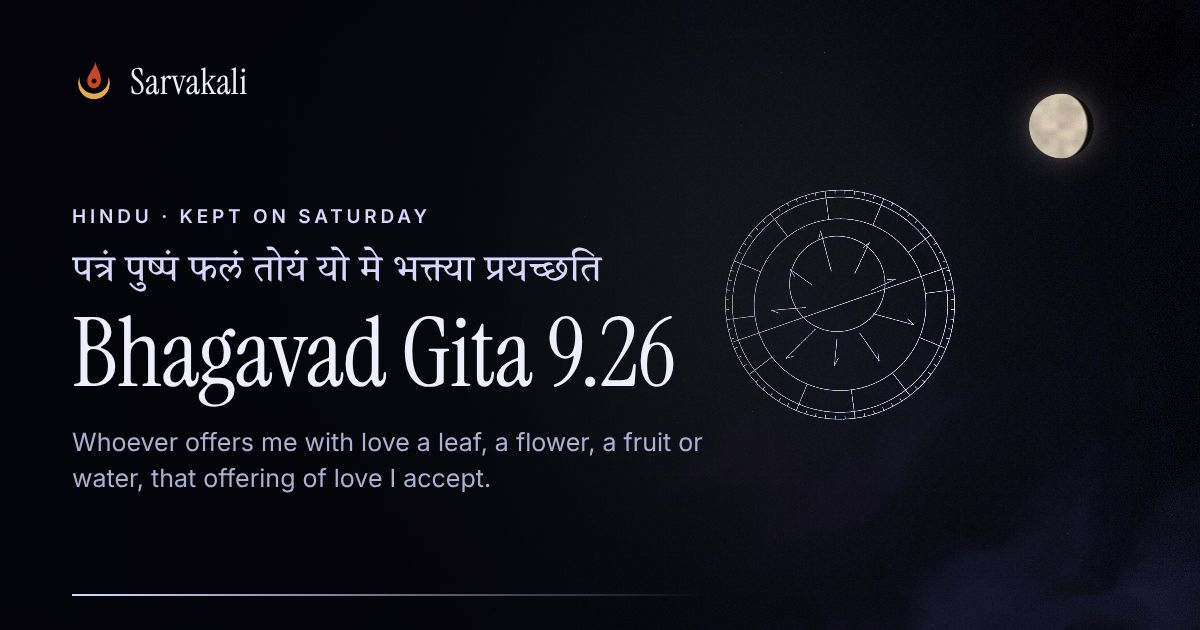 Sarvakali
HINDU · KEPT ON SATURDAY
पत्रं पुष्पं फलं तोयं यो मे भक्त्या प्रयच्छति
Bhagavad Gita 9.26
Whoever offers me with love a leaf, a flower, a fruit or
water, that offering of love I accept.